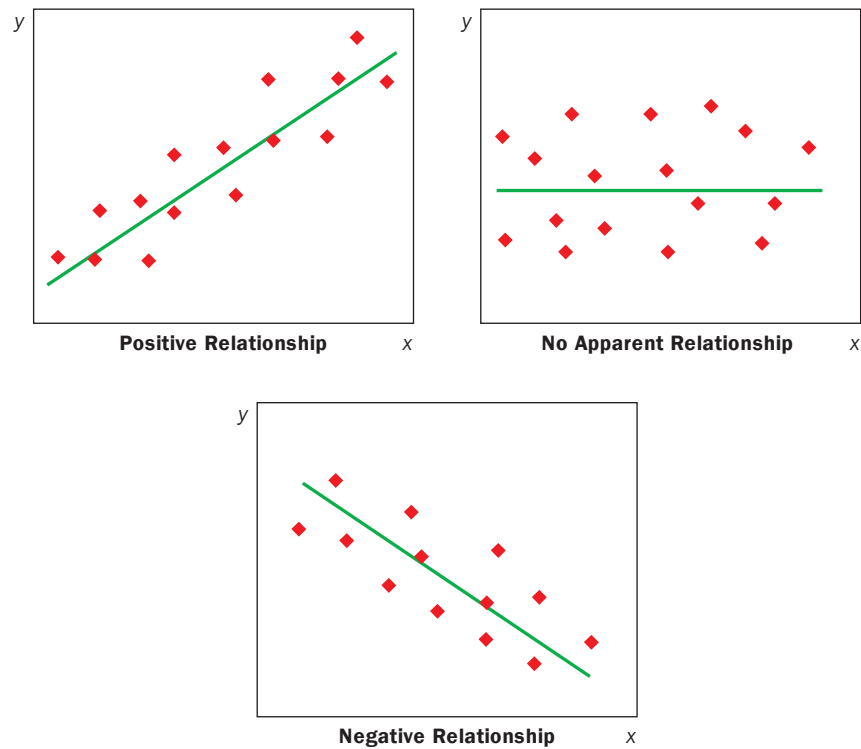 y
Positive Relationship x
y
No Apparent Relationship x
y
Negative Relationship x